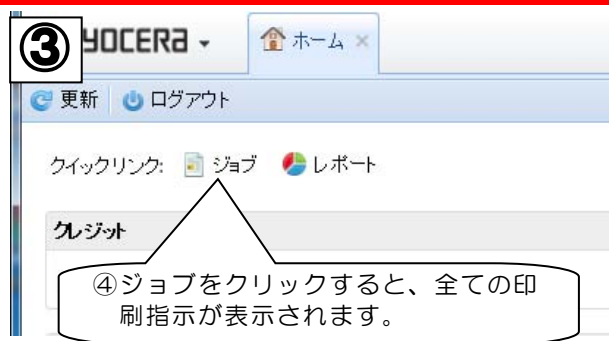 ③
YOCERA ホーム ×
更新 ログアウト
クイックリンク: ジョブ レポート
クレジット
④ジョブをクリックすると、全ての印
刷指示が表示されます。